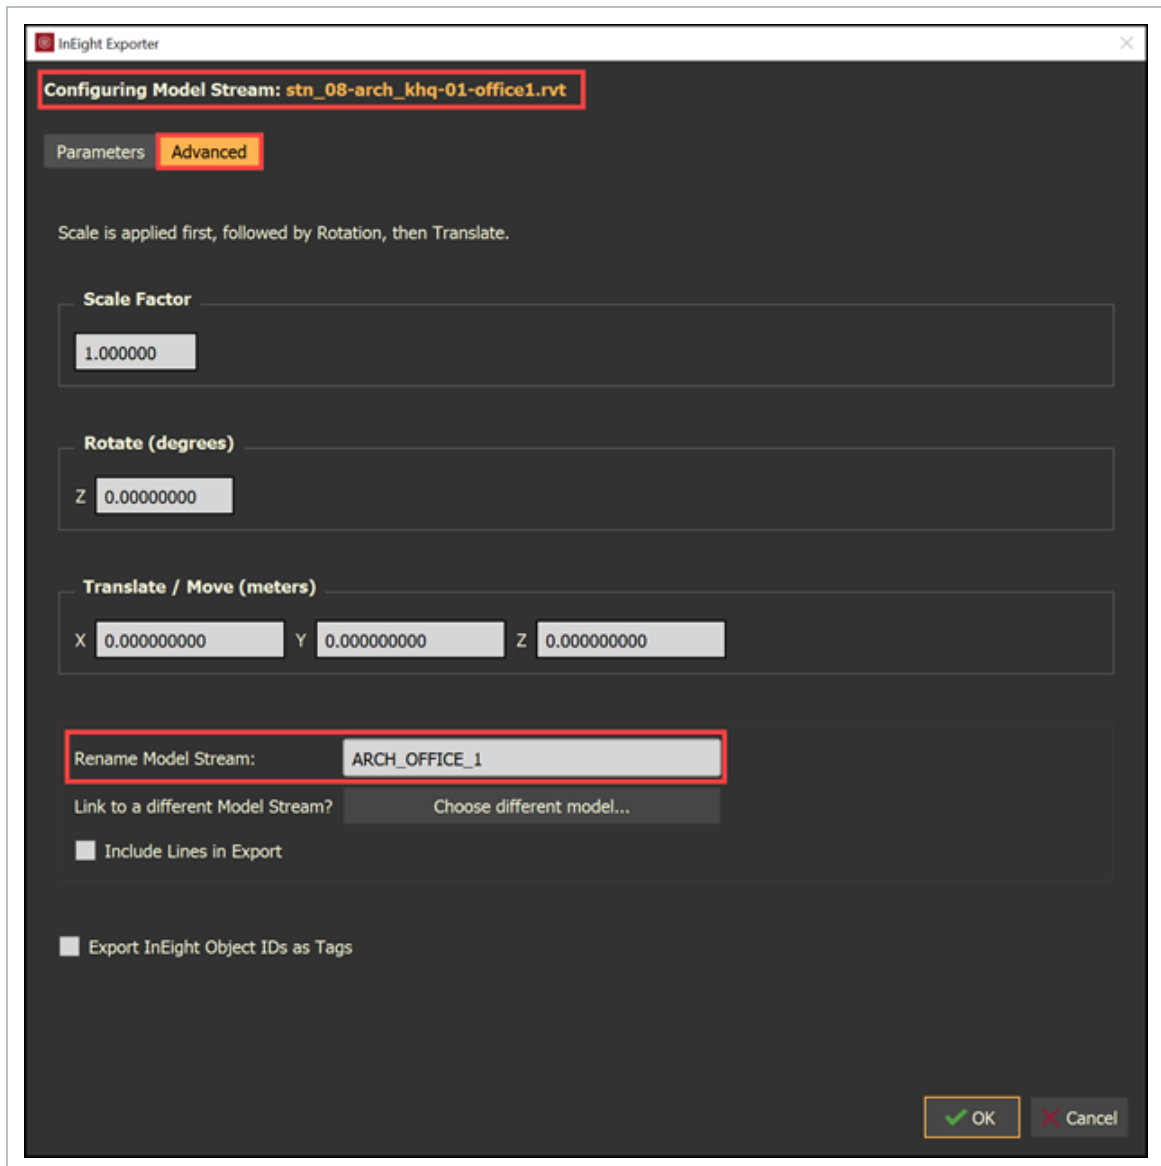 InEight Exporter
Configuring Model Stream: stn_08-arch_khq-01-office1.rvt
Parameters Advanced
Scale is applied first, followed by Rotation, then Translate.
Scale Factor
1.000000
Rotate (degrees)
Z 0.00000000
Translate / Move (meters)
X 0.000000000 Y 0.000000000 Z 0.000000000
Rename Model Stream: ARCH_OFFICE_1
Link to a different Model Stream? Choose different model...
Include Lines in Export
Export InEight Object IDs as Tags
OK Cancel